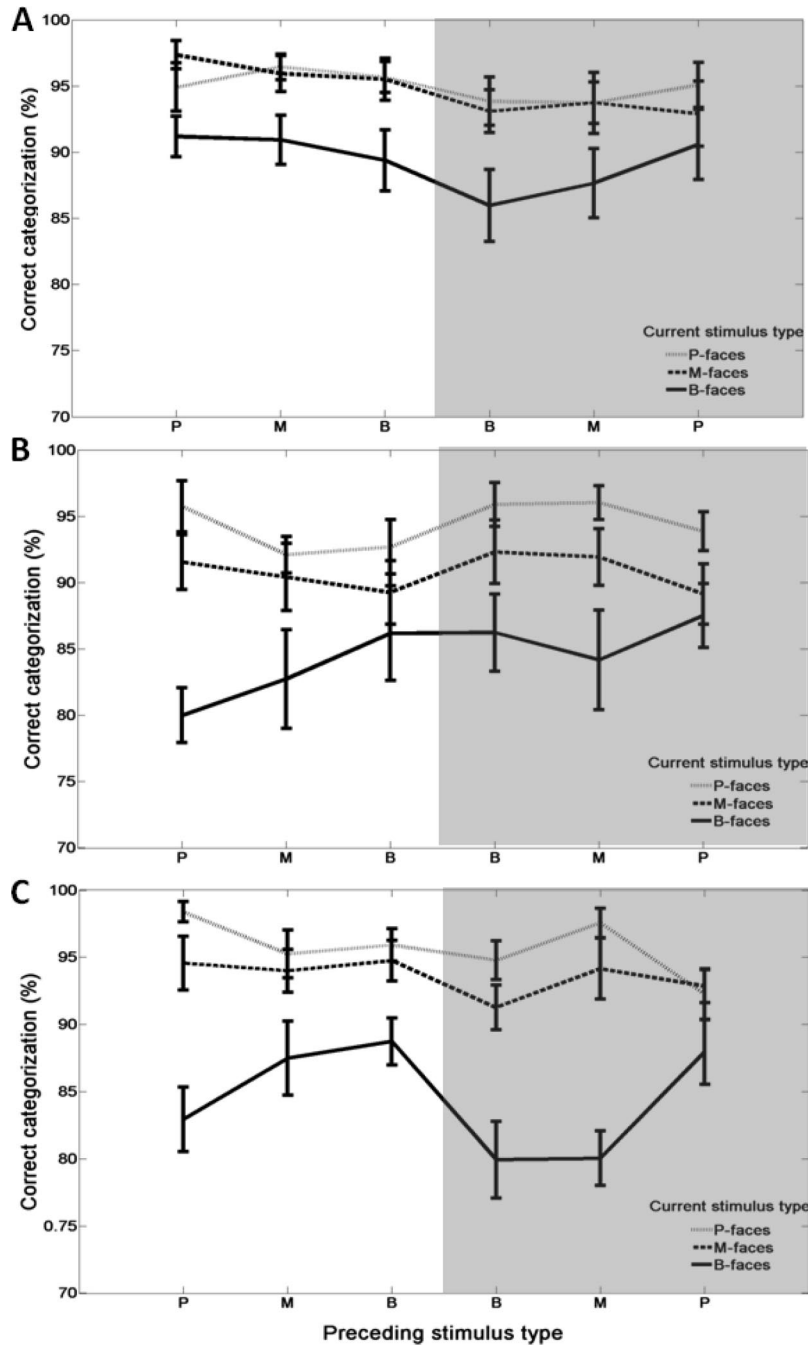 A
Correct categorization (%)
100
95
90
85
80
75
70
Current stimulus type
P-faces
M-faces
B-faces
P M B B M P
B
Correct categorization (%)
100
95
90
85
80
75
70
Current stimulus type
P-faces
M-faces
B-faces
P M B B M P
C
Correct categorization (%)
100
95
90
85
80
0.75
70
Current stimulus type
P-faces
M-faces
B-faces
P M B B M P
Preceding stimulus type